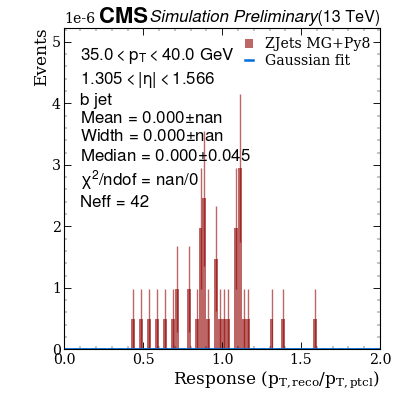 1e-6 CMS Simulation Preliminary (13 TeV)
Events
5
4
3
2
1
0
35.0 < pT < 40.0 GeV
1.305 < |η| < 1.566
b jet
Mean = 0.000±nan
Width = 0.000±nan
Median = 0.000±0.045
χ²/ndof = nan/0
Neff = 42
ZJets MG+Py8
Gaussian fit
0.0 0.5 1.0 1.5 2.0
Response (pT,reco/pT,ptcl)